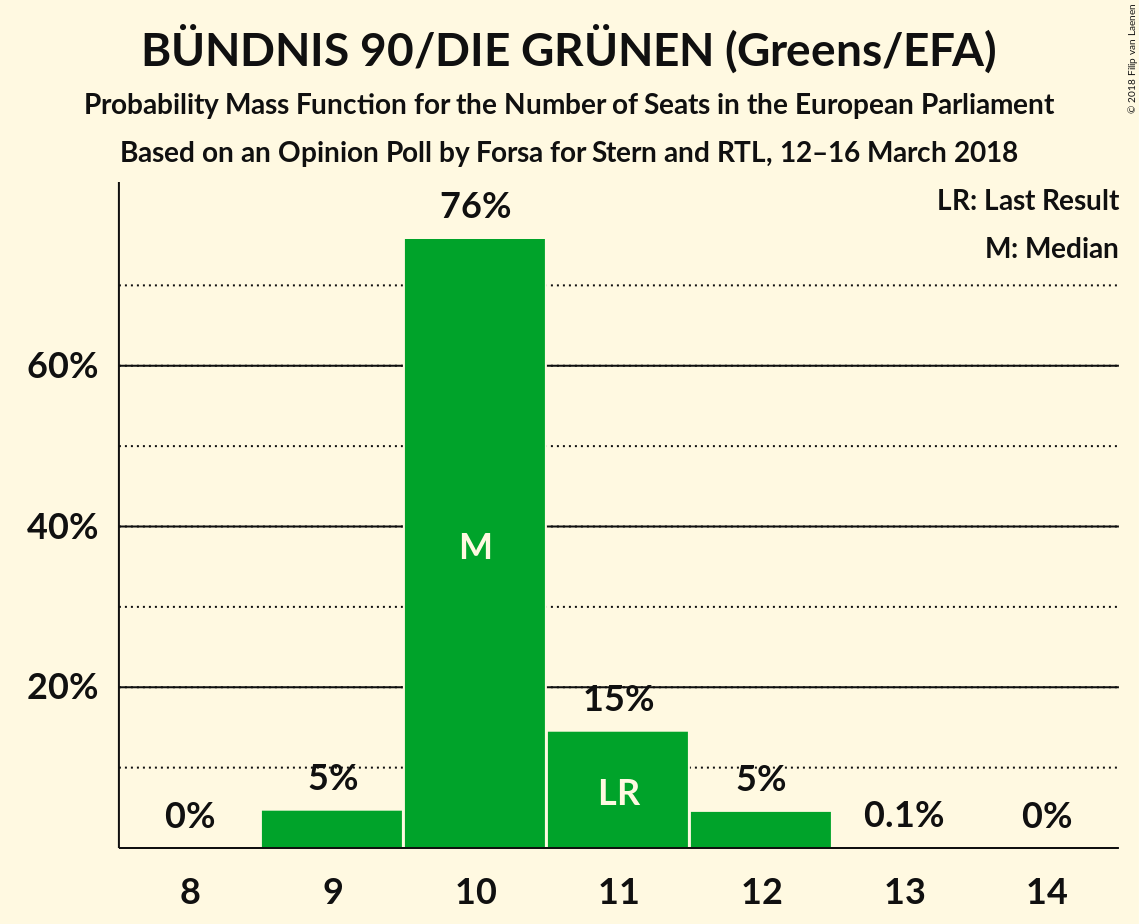 BÜNDNIS 90/DIE GRÜNEN (Greens/EFA)
Probability Mass Function for the Number of Seats in the European Parliament
Based on an Opinion Poll by Forsa for Stern and RTL, 12–16 March 2018
© 2018 Filip van Laenen
LR: Last Result
M: Median
76%
60%
40%
M
20%
15%
5%
LR
5%
0%
0.1%
0%
8 9 10 11 12 13 14